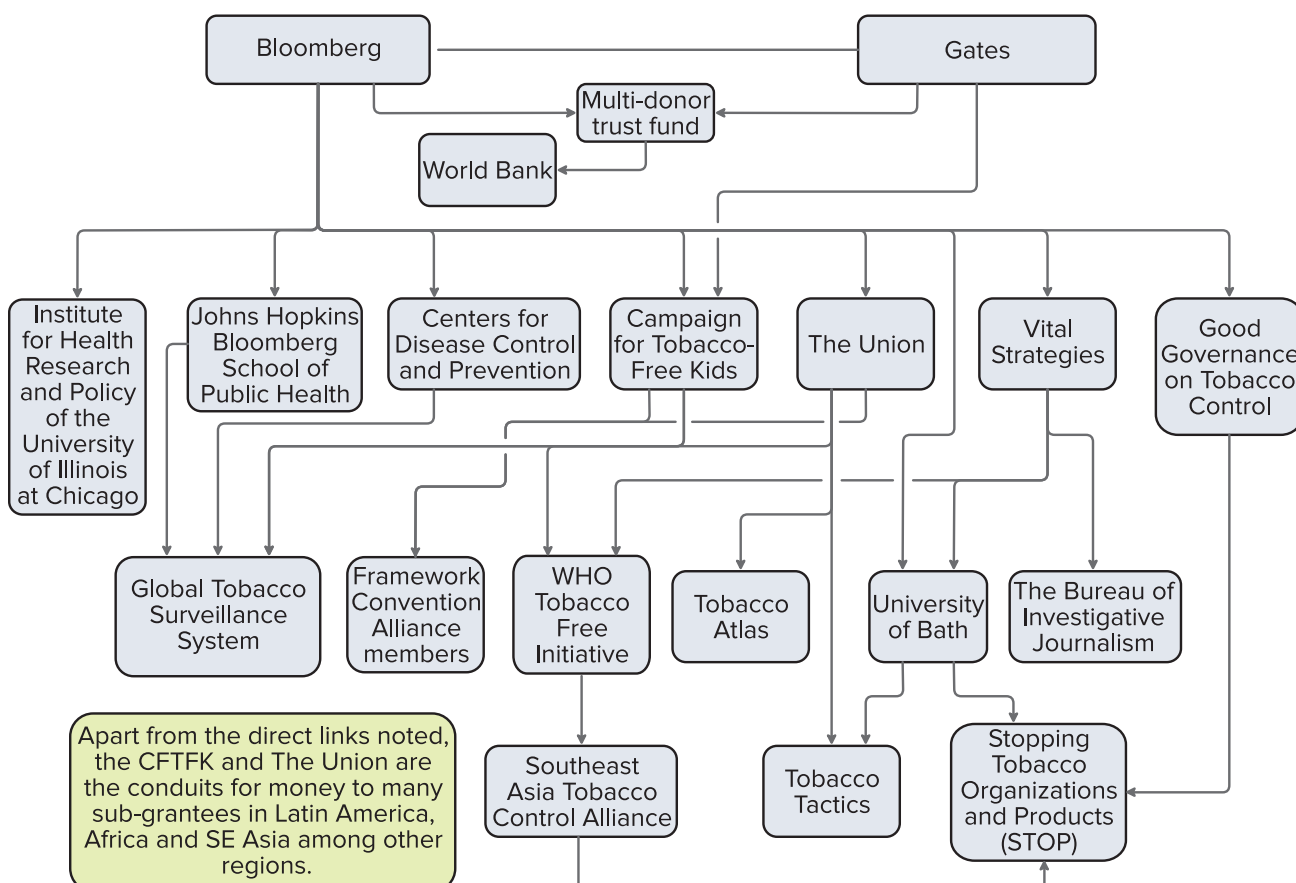 Bloomberg
Gates
Multi-donor
trust fund
World Bank
Institute
for Health
Research
and Policy
of the
University
of Illinois
at Chicago
Johns Hopkins
Bloomberg
School of
Public Health
Centers for
Disease Control
and Prevention
Campaign
for Tobacco-
Free Kids
The Union
Vital
Strategies
Good
Governance
on Tobacco
Control
Global Tobacco
Surveillance
System
Framework
Convention
Alliance
members
WHO
Tobacco
Free
Initiative
Tobacco
Atlas
University
of Bath
The Bureau of
Investigative
Journalism
Apart from the direct links noted,
the CFTFK and The Union are
the conduits for money to many
sub-grantees in Latin America,
Africa and SE Asia among other
regions.
Southeast
Asia Tobacco
Control Alliance
Tobacco
Tactics
Stopping
Tobacco
Organizations
and Products
(STOP)